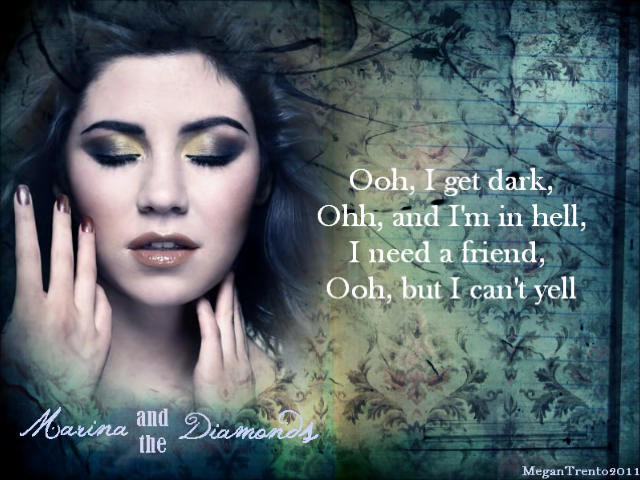 Ooh, I get dark,
Ohh, and I'm in hell,
I need a friend,
Ooh, but I can't yell
Marina and the Diamonds
MeganTrento2011